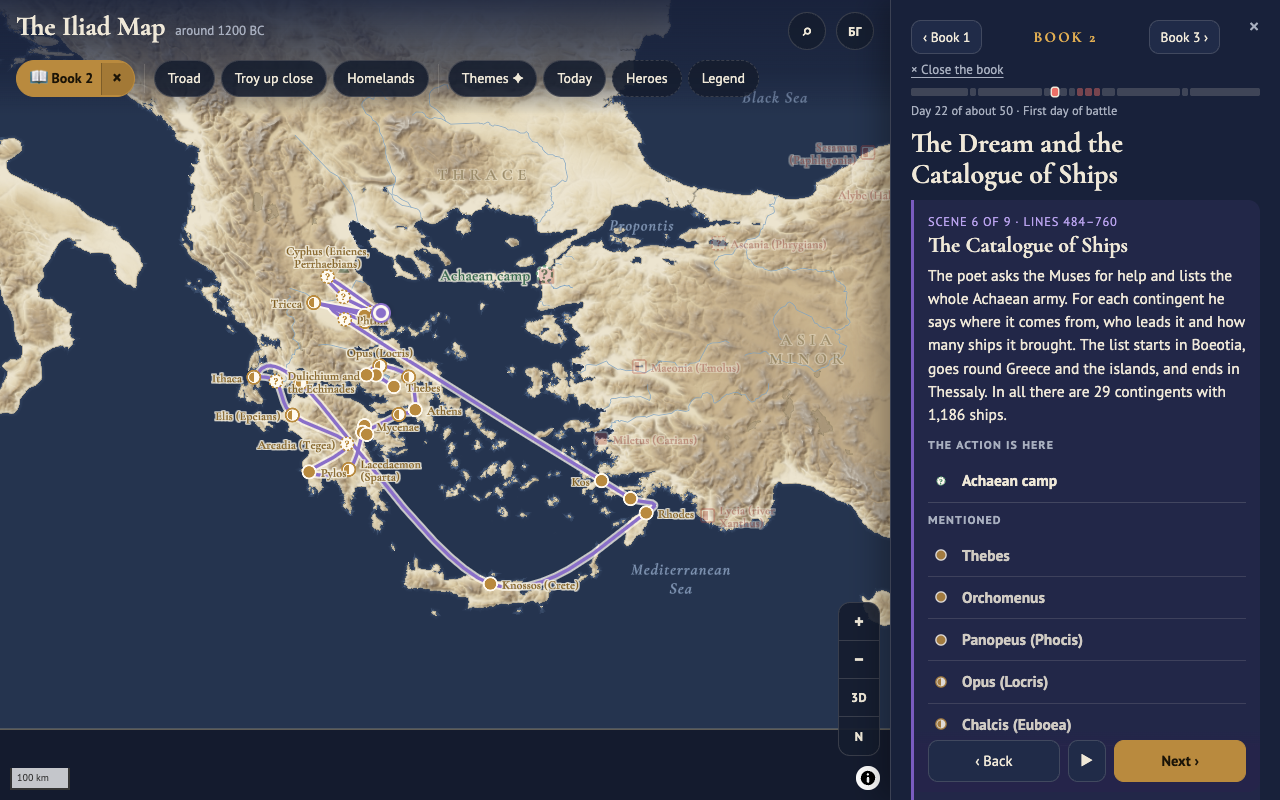 The Iliad Map around 1200 BC
БГ
📖 Book 2 ×
Troad
Troy up close
Homelands
Themes ✦
Today
Heroes
Legend
Black Sea
THRACE
Propontis
Ascania (Phrygians)
Cyphus (Enienes,
Perrhaebians)
Achaean camp
Tricca
ASIA
MINOR
Opus (Locris)
Maeonia (Tmolus)
Ithaca
Dulichium and
the Echinades
Thebes
Elis (Epeians)
Athens
Mycenae
Miletus (Carians)
Arcadia (Tegea)
Lacedaemon
(Sparta)
Pylos
Kos
Rhodes
Knossos (Crete)
Mediterranean
Sea
+
−
3D
N
100 km
‹ Book 1
BOOK 2
Book 3 ›
×
× Close the book
Day 22 of about 50 · First day of battle
The Dream and the
Catalogue of Ships
SCENE 6 OF 9 · LINES 484–760
The Catalogue of Ships
The poet asks the Muses for help and lists the
whole Achaean army. For each contingent he
says where it comes from, who leads it and how
many ships it brought. The list starts in Boeotia,
goes round Greece and the islands, and ends in
Thessaly. In all there are 29 contingents with
1,186 ships.
THE ACTION IS HERE
Achaean camp
MENTIONED
Thebes
Orchomenus
Panopeus (Phocis)
Opus (Locris)
Chalcis (Euboea)
‹ Back
Next ›